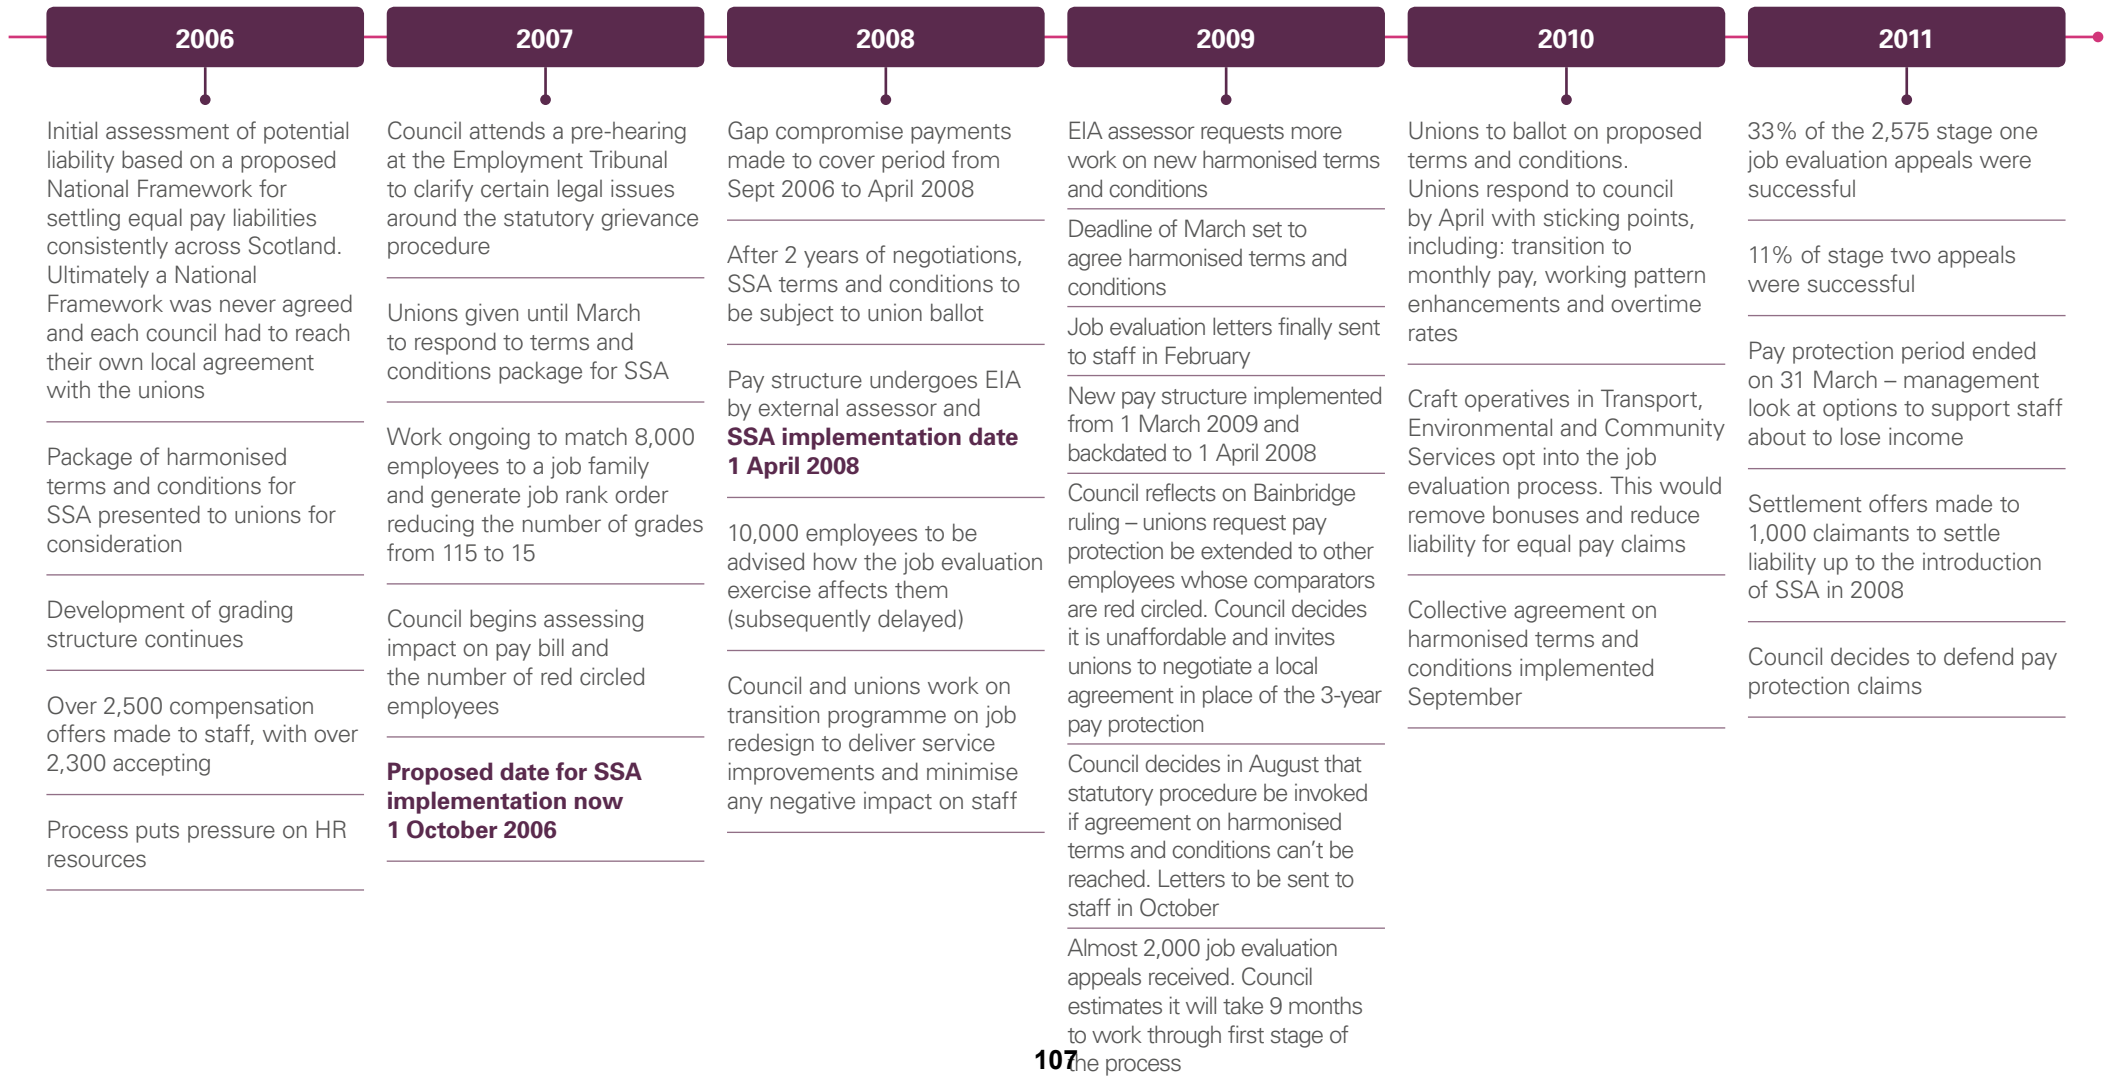 2006
Initial assessment of potential
liability based on a proposed
National Framework for
settling equal pay liabilities
consistently across Scotland.
Ultimately a National
Framework was never agreed
and each council had to reach
their own local agreement
with the unions
Package of harmonised
terms and conditions for
SSA presented to unions for
consideration
Development of grading
structure continues
Over 2,500 compensation
offers made to staff, with over
2,300 accepting
Process puts pressure on HR
resources
2007
Council attends a pre-hearing
at the Employment Tribunal
to clarify certain legal issues
around the statutory grievance
procedure
Unions given until March
to respond to terms and
conditions package for SSA
Work ongoing to match 8,000
employees to a job family
and generate job rank order
reducing the number of grades
from 115 to 15
Council begins assessing
impact on pay bill and
the number of red circled
employees
Proposed date for SSA
implementation now
1 October 2006
2008
Gap compromise payments
made to cover period from
Sept 2006 to April 2008
After 2 years of negotiations,
SSA terms and conditions to
be subject to union ballot
Pay structure undergoes EIA
by external assessor and
SSA implementation date
1 April 2008
10,000 employees to be
advised how the job evaluation
exercise affects them
(subsequently delayed)
Council and unions work on
transition programme on job
redesign to deliver service
improvements and minimise
any negative impact on staff
2009
EIA assessor requests more
work on new harmonised terms
and conditions
Deadline of March set to
agree harmonised terms and
conditions
Job evaluation letters finally sent
to staff in February
New pay structure implemented
from 1 March 2009 and
backdated to 1 April 2008
Council reflects on Bainbridge
ruling – unions request pay
protection be extended to other
employees whose comparators
are red circled. Council decides
it is unaffordable and invites
unions to negotiate a local
agreement in place of the 3-year
pay protection
Council decides in August that
statutory procedure be invoked
if agreement on harmonised
terms and conditions can't be
reached. Letters to be sent to
staff in October
Almost 2,000 job evaluation
appeals received. Council
estimates it will take 9 months
to work through first stage of
the process
2010
Unions to ballot on proposed
terms and conditions.
Unions respond to council
by April with sticking points,
including: transition to
monthly pay, working pattern
enhancements and overtime
rates
Craft operatives in Transport,
Environmental and Community
Services opt into the job
evaluation process. This would
remove bonuses and reduce
liability for equal pay claims
Collective agreement on
harmonised terms and
conditions implemented
September
2011
33% of the 2,575 stage one
job evaluation appeals were
successful
11% of stage two appeals
were successful
Pay protection period ended
on 31 March – management
look at options to support staff
about to lose income
Settlement offers made to
1,000 claimants to settle
liability up to the introduction
of SSA in 2008
Council decides to defend pay
protection claims
107